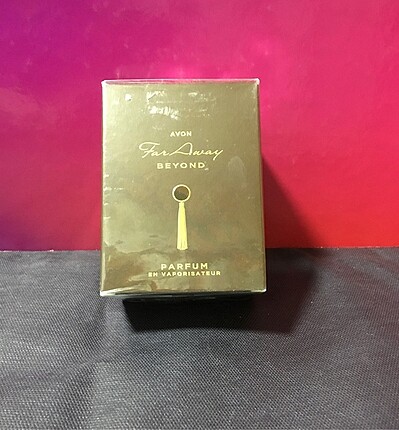 AVON
Far Away
BEYOND
PARFUM
EN VAPORISATEUR